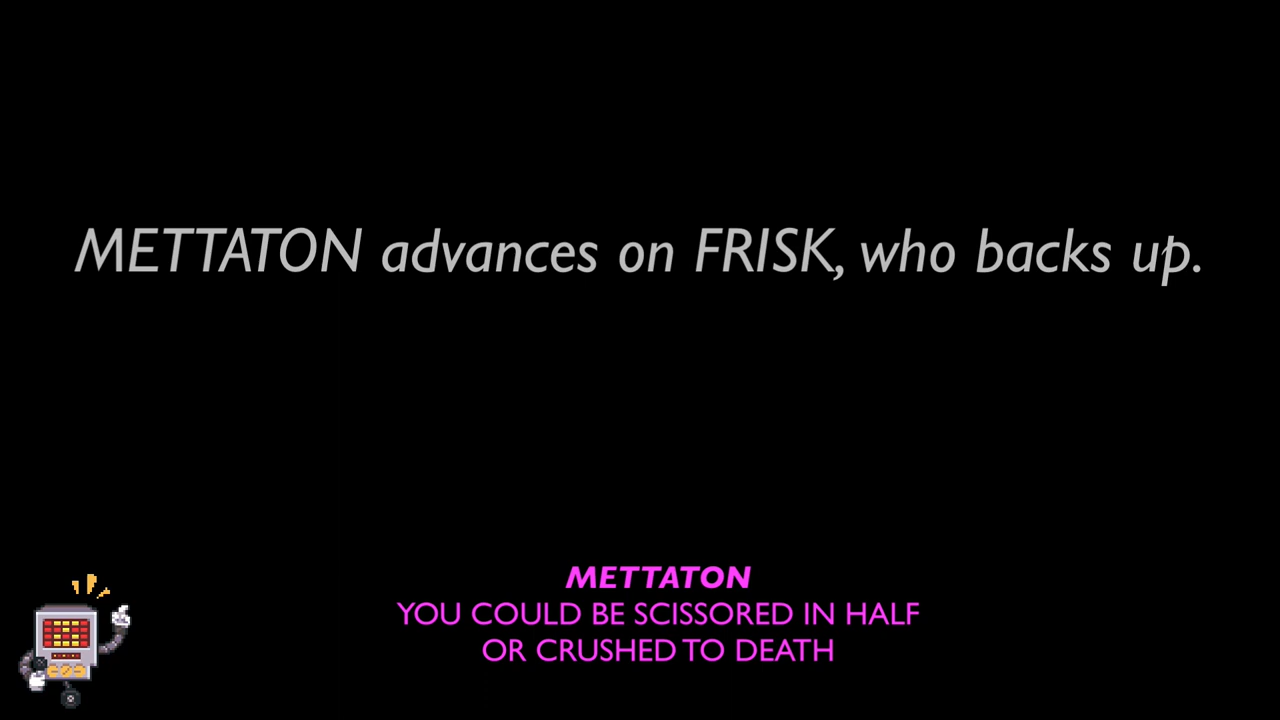 METTATON advances on FRISK, who backs up.
METTATON
YOU COULD BE SCISSORED IN HALF
OR CRUSHED TO DEATH